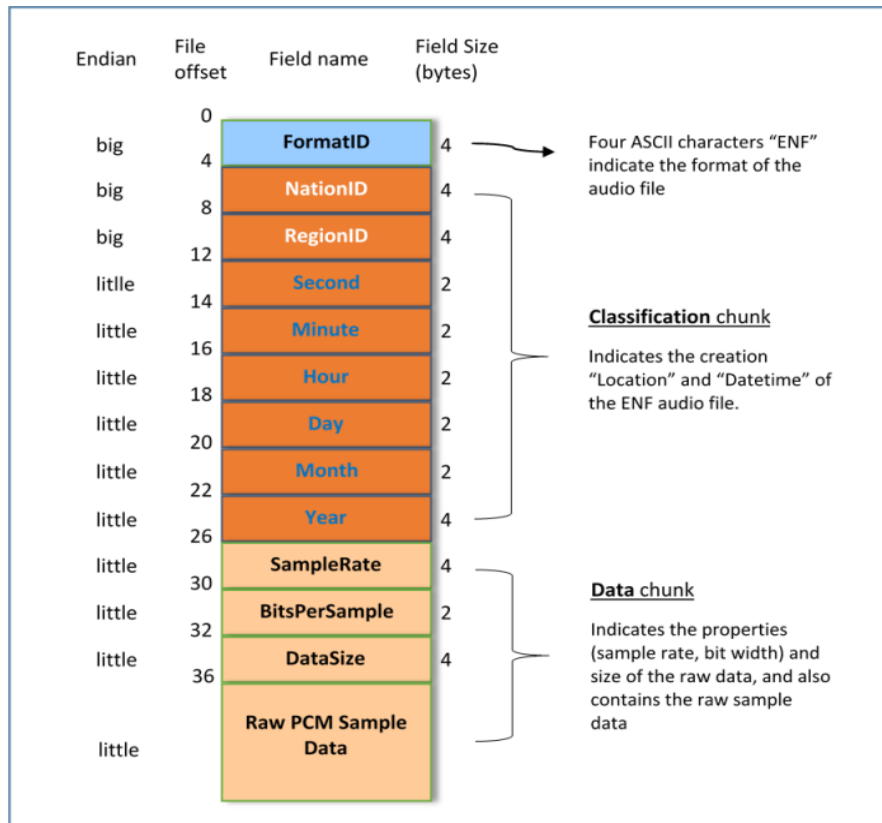 Endian File offset Field name Field Size (bytes)
0
big FormatID 4 Four ASCII characters “ENF” indicate the format of the audio file
4
big NationID 4
8
big RegionID 4
12
litlle Second 2
14
little Minute 2
16
little Hour 2
18
little Day 2
20
little Month 2
22
little Year 4
26
little SampleRate 4
30
little BitsPerSample 2
32
little DataSize 4
36
little Raw PCM Sample Data
Classification chunk
Indicates the creation
“Location” and “Datetime” of
the ENF audio file.
Data chunk
Indicates the properties
(sample rate, bit width) and
size of the raw data, and also
contains the raw sample
data